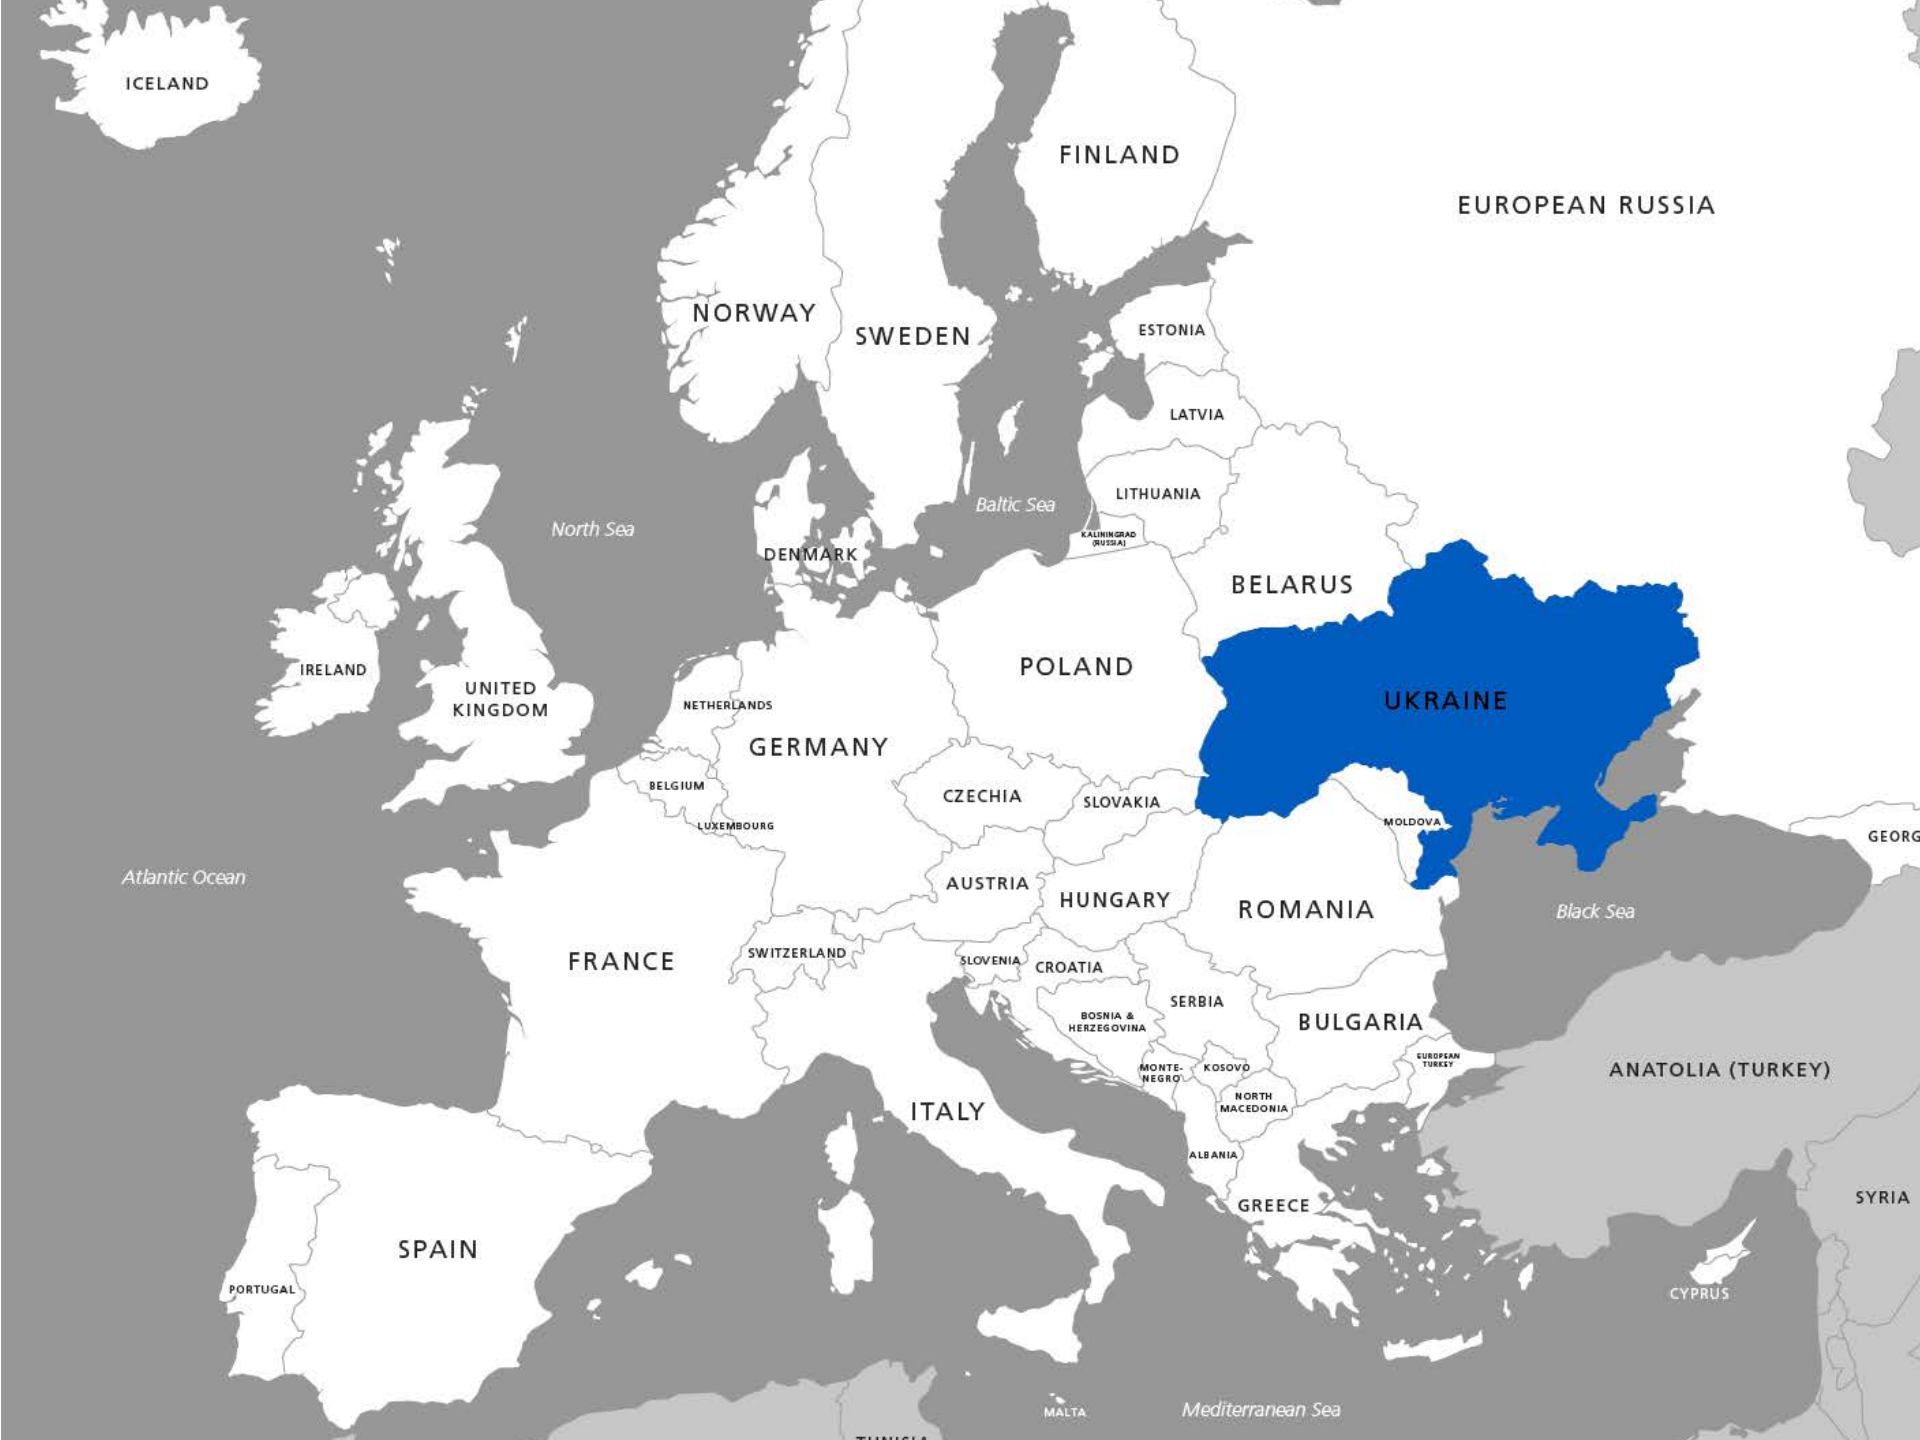 ICELAND
FINLAND
EUROPEAN RUSSIA
NORWAY
SWEDEN
ESTONIA
LATVIA
LITHUANIA
Baltic Sea
North Sea
KALININGRAD
(RUSSIA)
DENMARK
BELARUS
IRELAND
UNITED
KINGDOM
POLAND
UKRAINE
NETHERLANDS
GERMANY
BELGIUM
CZECHIA
SLOVAKIA
LUXEMBOURG
MOLDOVA
GEORG
Atlantic Ocean
AUSTRIA
HUNGARY
ROMANIA
Black Sea
FRANCE
SWITZERLAND
SLOVENIA
CROATIA
SERBIA
BOSNIA &
HERZEGOVINA
BULGARIA
EUROPEAN
TURKEY
MONTE-
NEGRO
KOSOVO
ANATOLIA (TURKEY)
NORTH
MACEDONIA
ITALY
ALBANIA
GREECE
SYRIA
SPAIN
PORTUGAL
CYPRUS
MALTA
Mediterranean Sea
TUNISIA